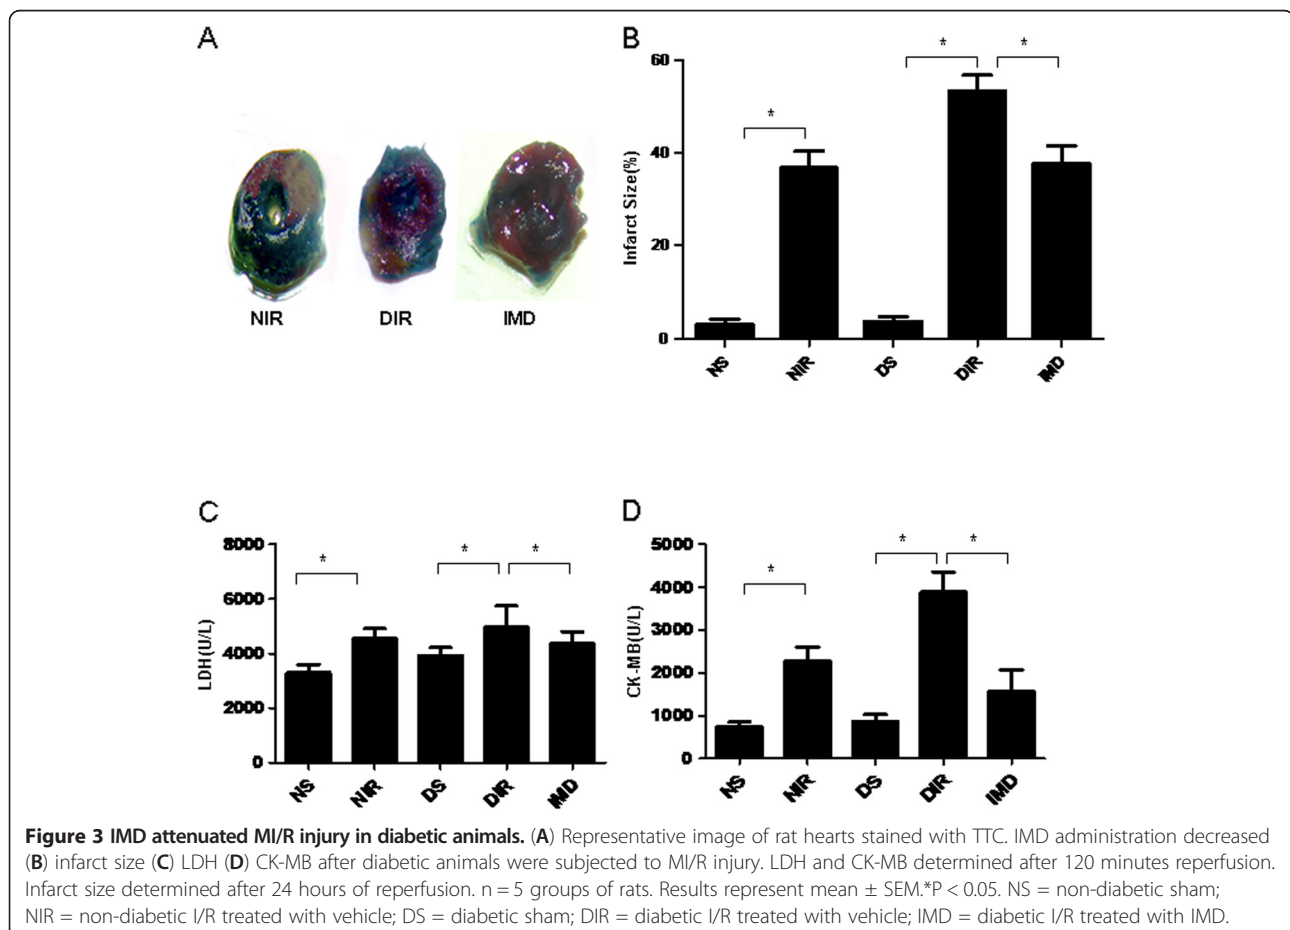 A
NIR DIR IMD
B
*
*
*
60
40
20
0
Infarct Size(%)
NS NIR DS DIR IMD
C
*
*
*
8000
6000
4000
2000
0
LDH(U/L)
NS NIR DS DIR IMD
D
*
*
*
5000
4000
3000
2000
1000
0
CK-MB(U/L)
NS NIR DS DIR IMD
Figure 3 IMD attenuated MI/R injury in diabetic animals. (A) Representative image of rat hearts stained with TTC. IMD administration decreased
(B) infarct size (C) LDH (D) CK-MB after diabetic animals were subjected to MI/R injury. LDH and CK-MB determined after 120 minutes reperfusion.
Infarct size determined after 24 hours of reperfusion. n = 5 groups of rats. Results represent mean ± SEM.*P < 0.05. NS = non-diabetic sham;
NIR = non-diabetic I/R treated with vehicle; DS = diabetic sham; DIR = diabetic I/R treated with vehicle; IMD = diabetic I/R treated with IMD.